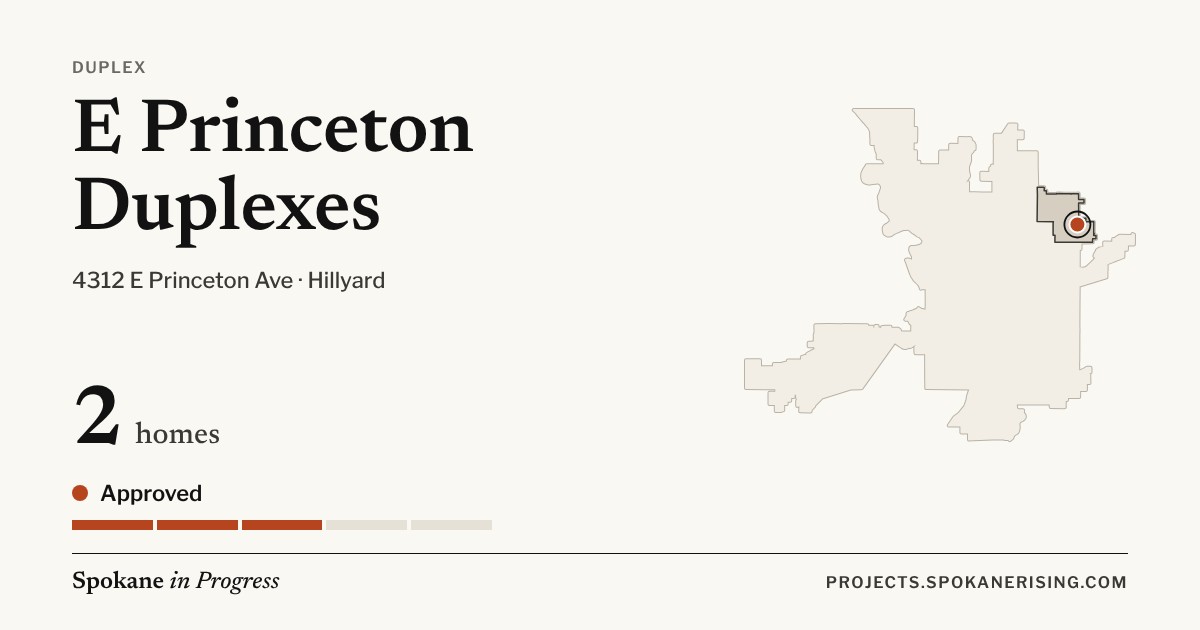 DUPLEX
E Princeton
Duplexes
4312 E Princeton Ave · Hillyard
2 homes
Approved
Spokane in Progress
PROJECTS.SPOKANERISING.COM